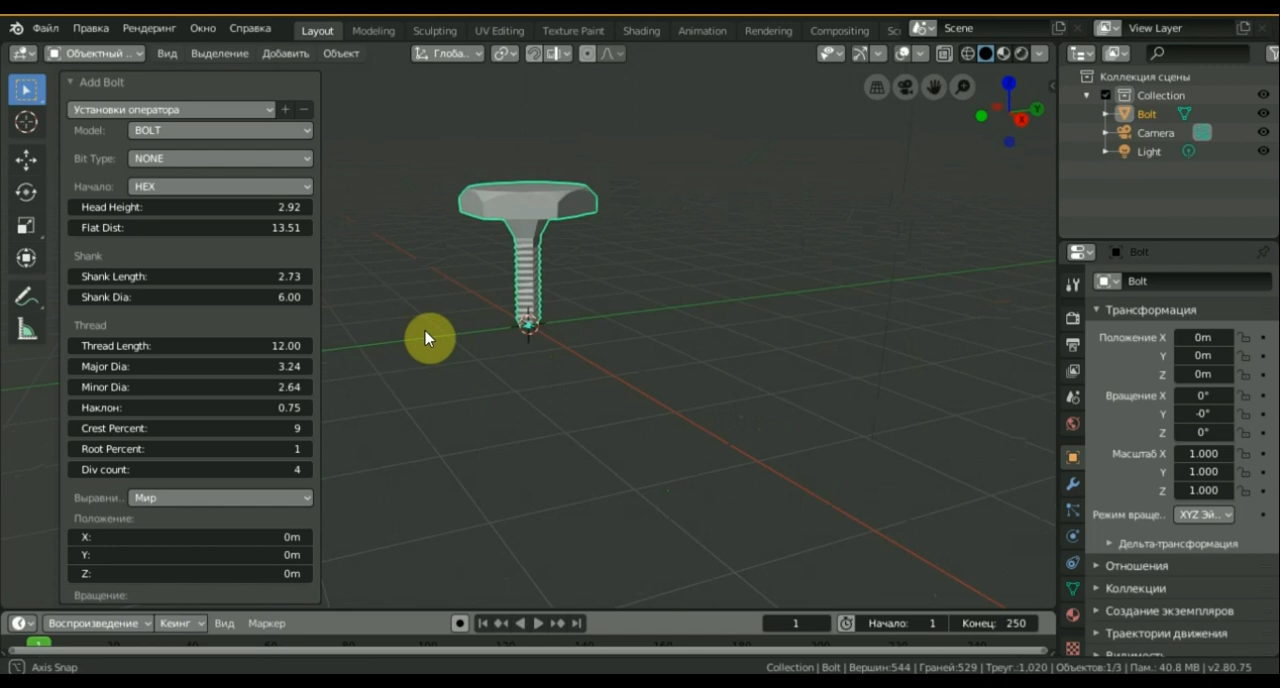 Файл Правка Рендеринг Окно Справка Layout Modeling Sculpting UV Editing Texture Paint Shading Animation Rendering Compositing Sc Scene View Layer
Объектный .. Вид Выделение Добавить Объект Глоба..
Add Bolt
Установки оператора + −
Model: BOLT
Bit Type: NONE
Начало: HEX
Head Height: 2.92
Flat Dist: 13.51
Shank
Shank Length: 2.73
Shank Dia: 6.00
Thread
Thread Length: 12.00
Major Dia: 3.24
Minor Dia: 2.64
Наклон: 0.75
Crest Percent: 9
Root Percent: 1
Div count: 4
Выравни.. Мир
Положение:
X: 0m
Y: 0m
Z: 0m
Вращение:
X
Y
Z
Коллекция сцены
Collection
Bolt
Camera
Light
Bolt
Bolt
Трансформация
Положение X 0m
Y 0m
Z 0m
Вращение X 0°
Y -0°
Z 0°
Масштаб X 1.000
Y 1.000
Z 1.000
Режим враще.. XYZ Эй..
Дельта-трансформация
Отношения
Коллекции
Создание экземпляров
Траектории движения
Видимость
Воспроизведение Кеинг Вид Маркер 1 Начало: 1 Конец: 250
1
Axis Snap Collection | Bolt | Вершин:544 | Граней:529 | Треуг.:1,020 | Объектов:1/3 | Пам.: 40.8 MB | v2.80.75